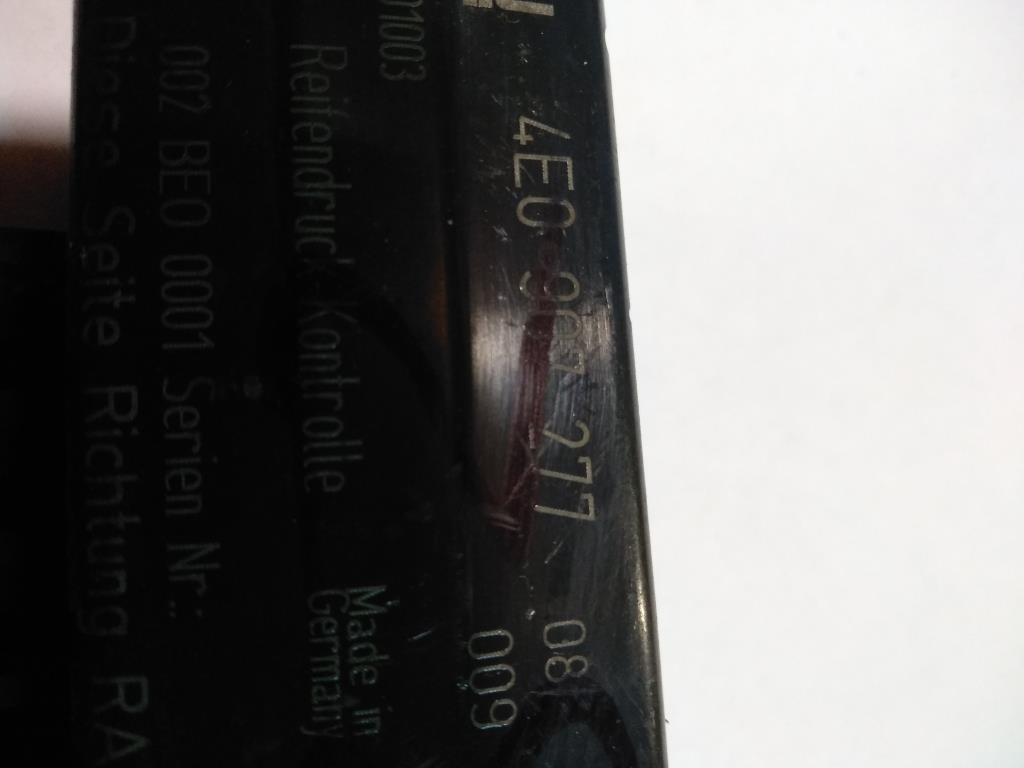 4E0 907 277 08
009
01003
Made in
Reifendruck-Kontrolle Germany
002 BE0 0001 Serien Nr.:
Diese Seite Richtung RA